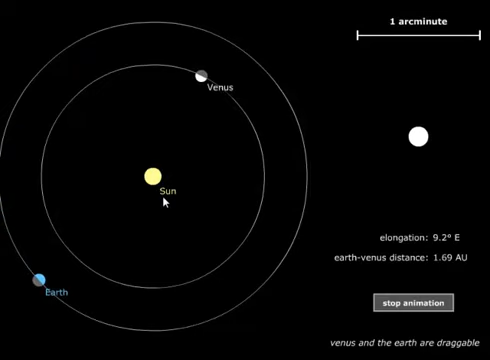 1 arcminute
Venus
Sun
elongation: 9.2° E
earth-venus distance: 1.69 AU
Earth
stop animation
venus and the earth are draggable